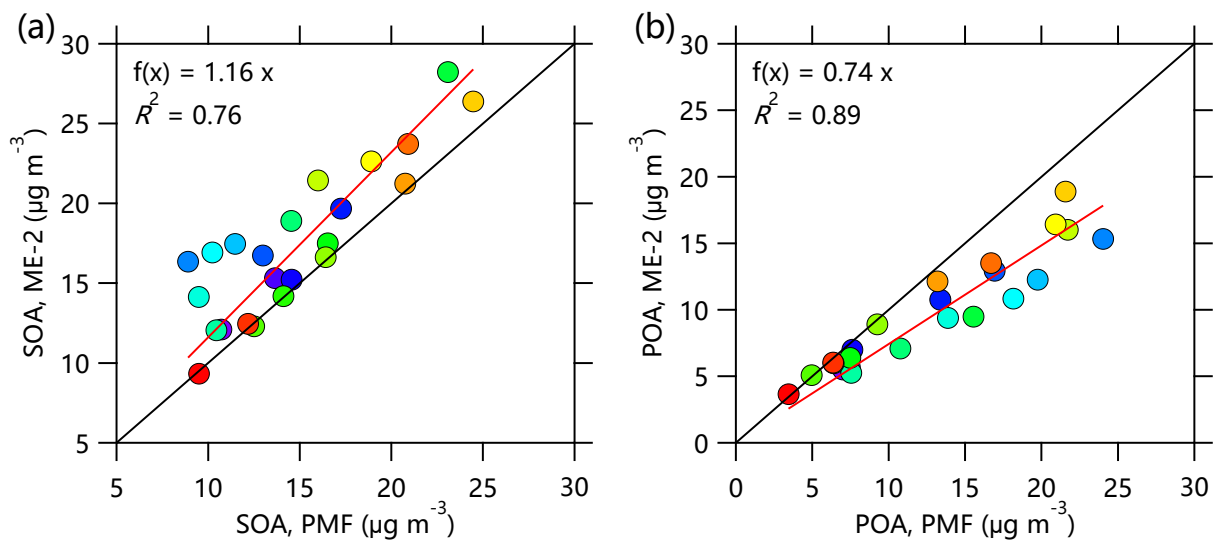 (a)
f(x) = 1.16 x
R² = 0.76
30
25
20
15
10
5
SOA, ME-2 (µg m⁻³)
5 10 15 20 25 30
SOA, PMF (µg m⁻³)
(b)
f(x) = 0.74 x
R² = 0.89
30
25
20
15
10
5
0
POA, ME-2 (µg m⁻³)
0 5 10 15 20 25 30
POA, PMF (µg m⁻³)